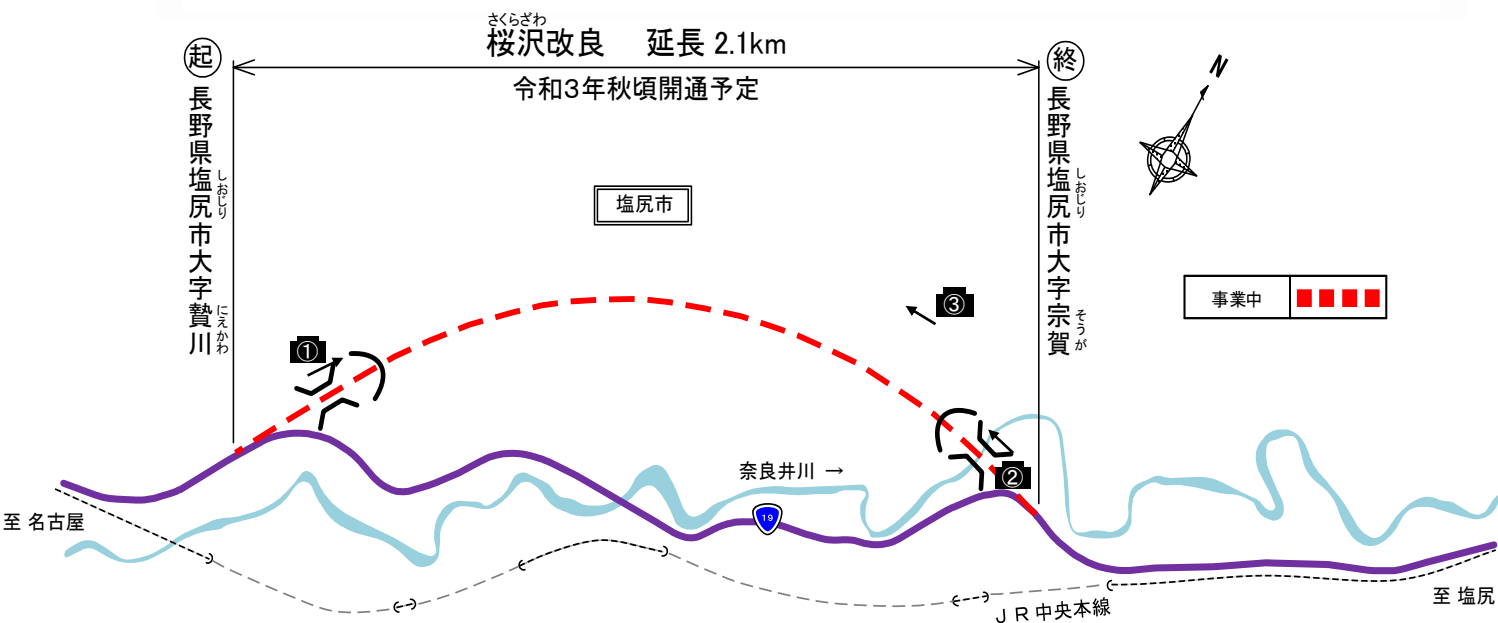 さくらざわ
桜沢改良 延長 2.1km
令和3年秋頃開通予定
起
長野県塩尻市大字贄川
しおじり
にえかわ
終
長野県塩尻市大字宗賀
しおじり
そうが
N
塩尻市
事業中
①
③
②
奈良井川 →
19
至 名古屋
JR中央本線
至 塩尻